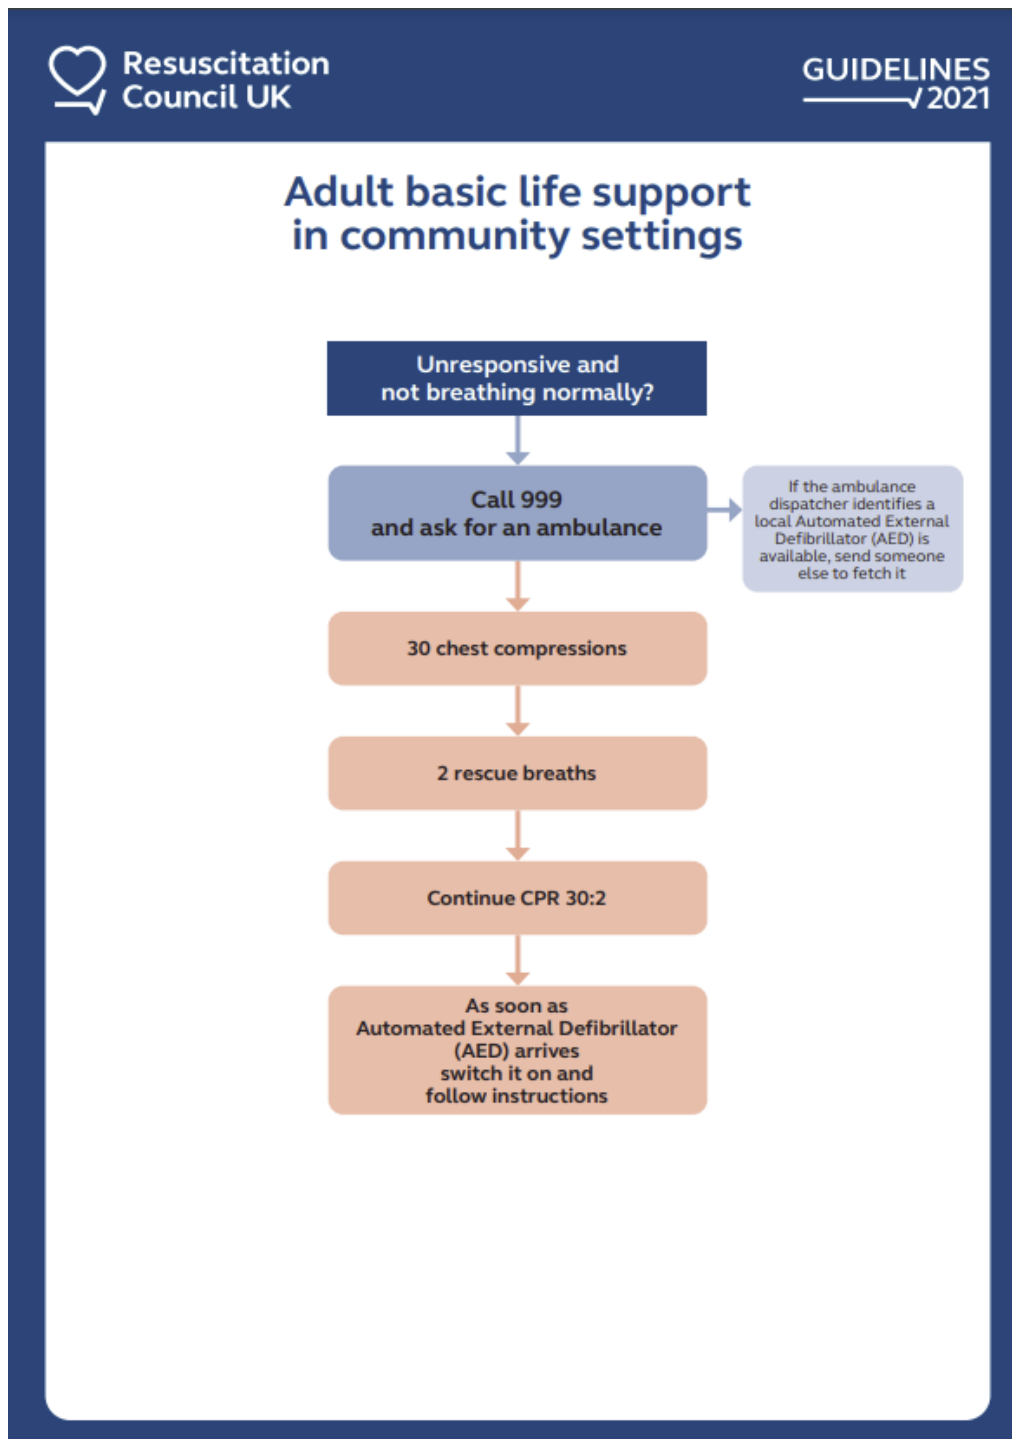 Resuscitation
Council UK
GUIDELINES
2021
Adult basic life support
in community settings
Unresponsive and
not breathing normally?
Call 999
and ask for an ambulance
If the ambulance
dispatcher identifies a
local Automated External
Defibrillator (AED) is
available, send someone
else to fetch it
30 chest compressions
2 rescue breaths
Continue CPR 30:2
As soon as
Automated External Defibrillator
(AED) arrives
switch it on and
follow instructions